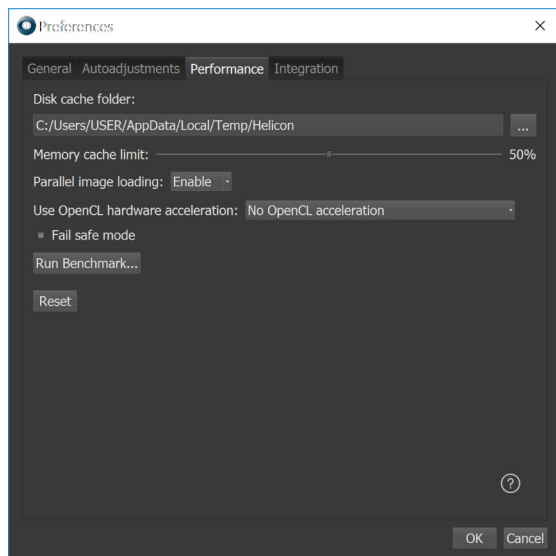 Preferences
General Autoadjustments Performance Integration
Disk cache folder:
C:/Users/USER/AppData/Local/Temp/Helicon ...
Memory cache limit: 50%
Parallel image loading: Enable
Use OpenCL hardware acceleration: No OpenCL acceleration
Fail safe mode
Run Benchmark...
Reset
?
OK Cancel